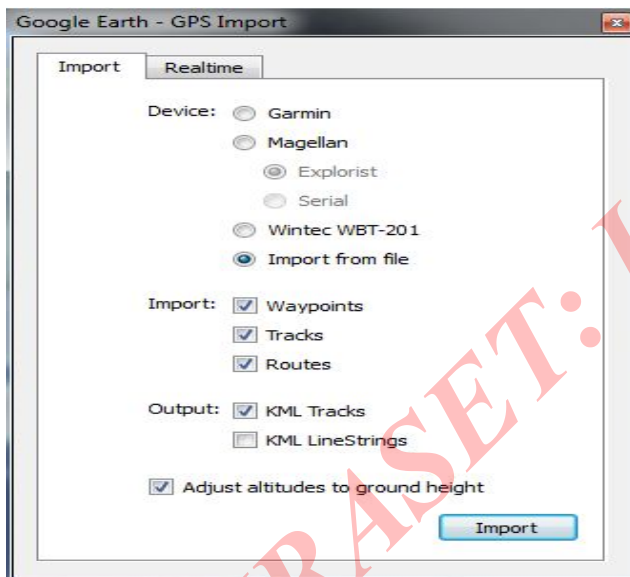 Google Earth - GPS Import
Import Realtime
Device: Garmin
Magellan
Explorist
Serial
Wintec WBT-201
Import from file
Import: Waypoints
Tracks
Routes
Output: KML Tracks
KML LineStrings
Adjust altitudes to ground height
Import
RASET: